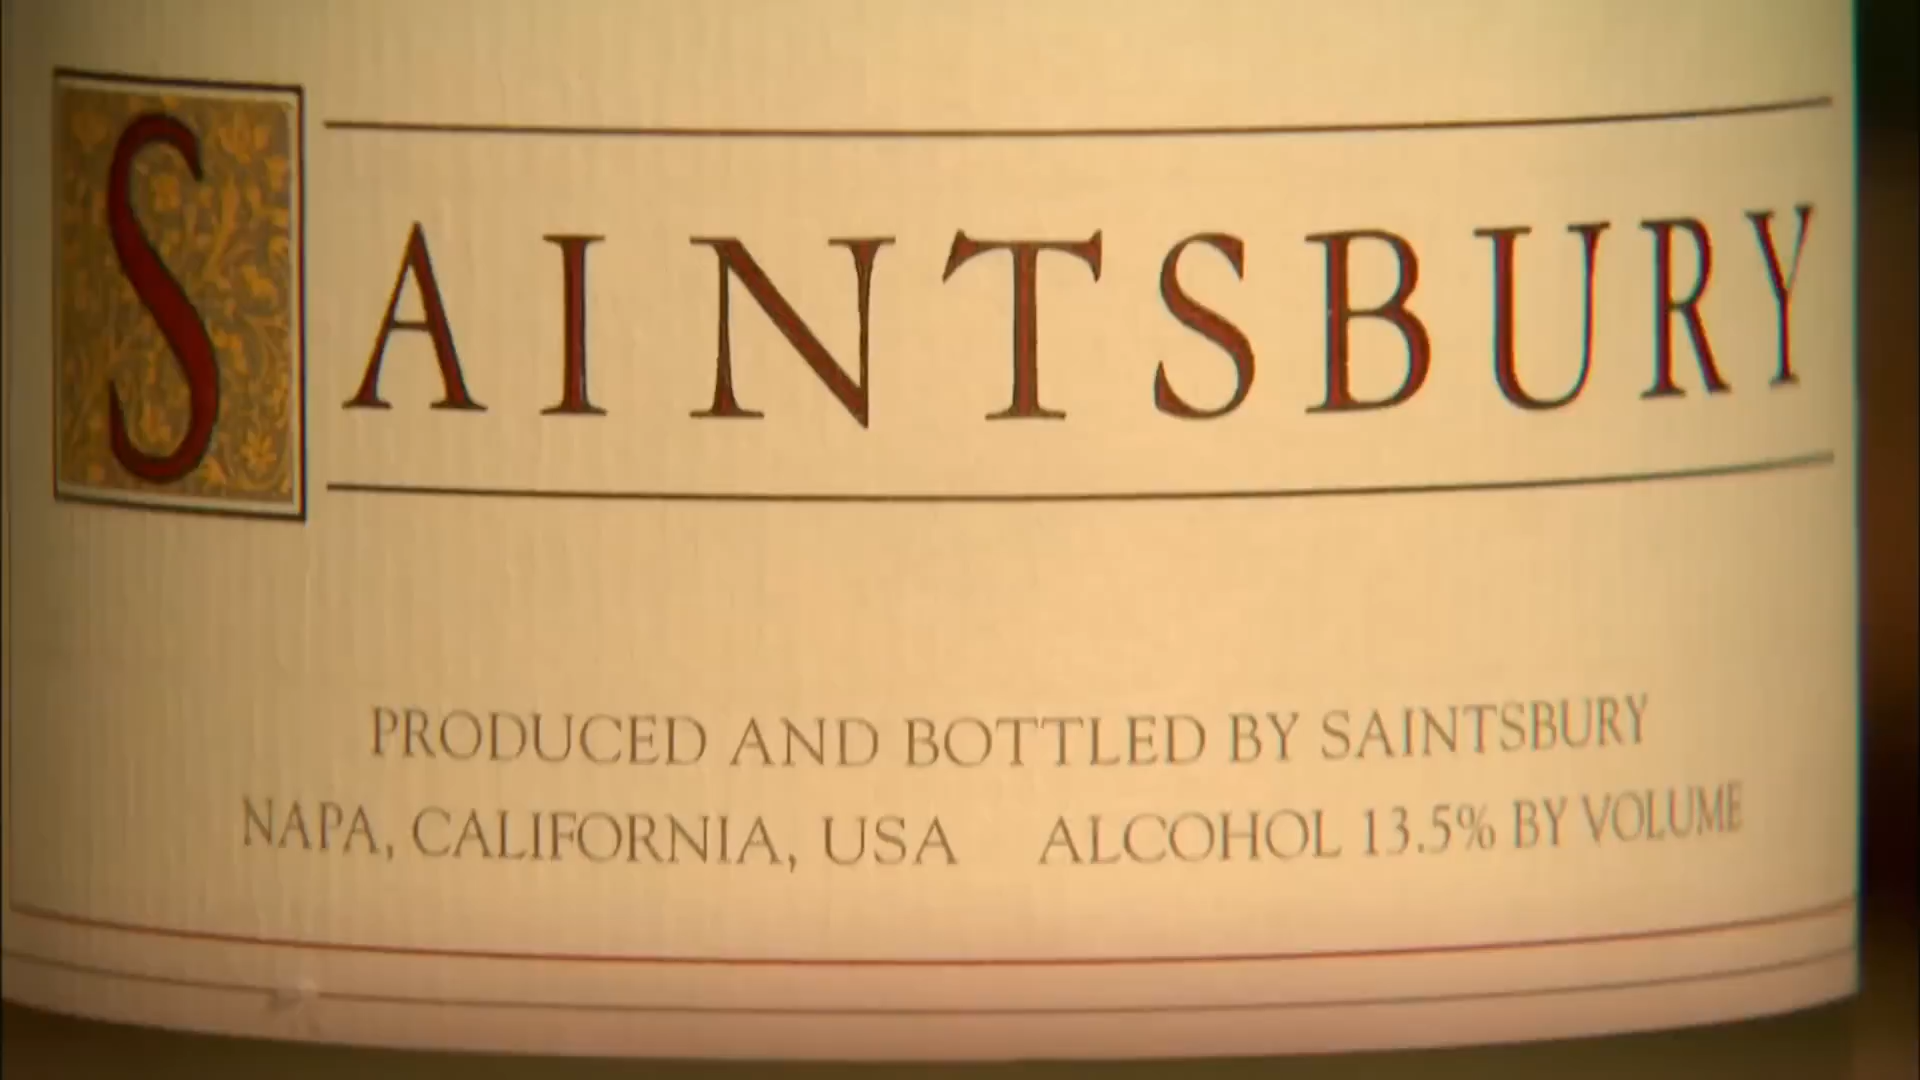 SAINTSBURY
PRODUCED AND BOTTLED BY SAINTSBURY
NAPA, CALIFORNIA, USA ALCOHOL 13.5% BY VOLUME